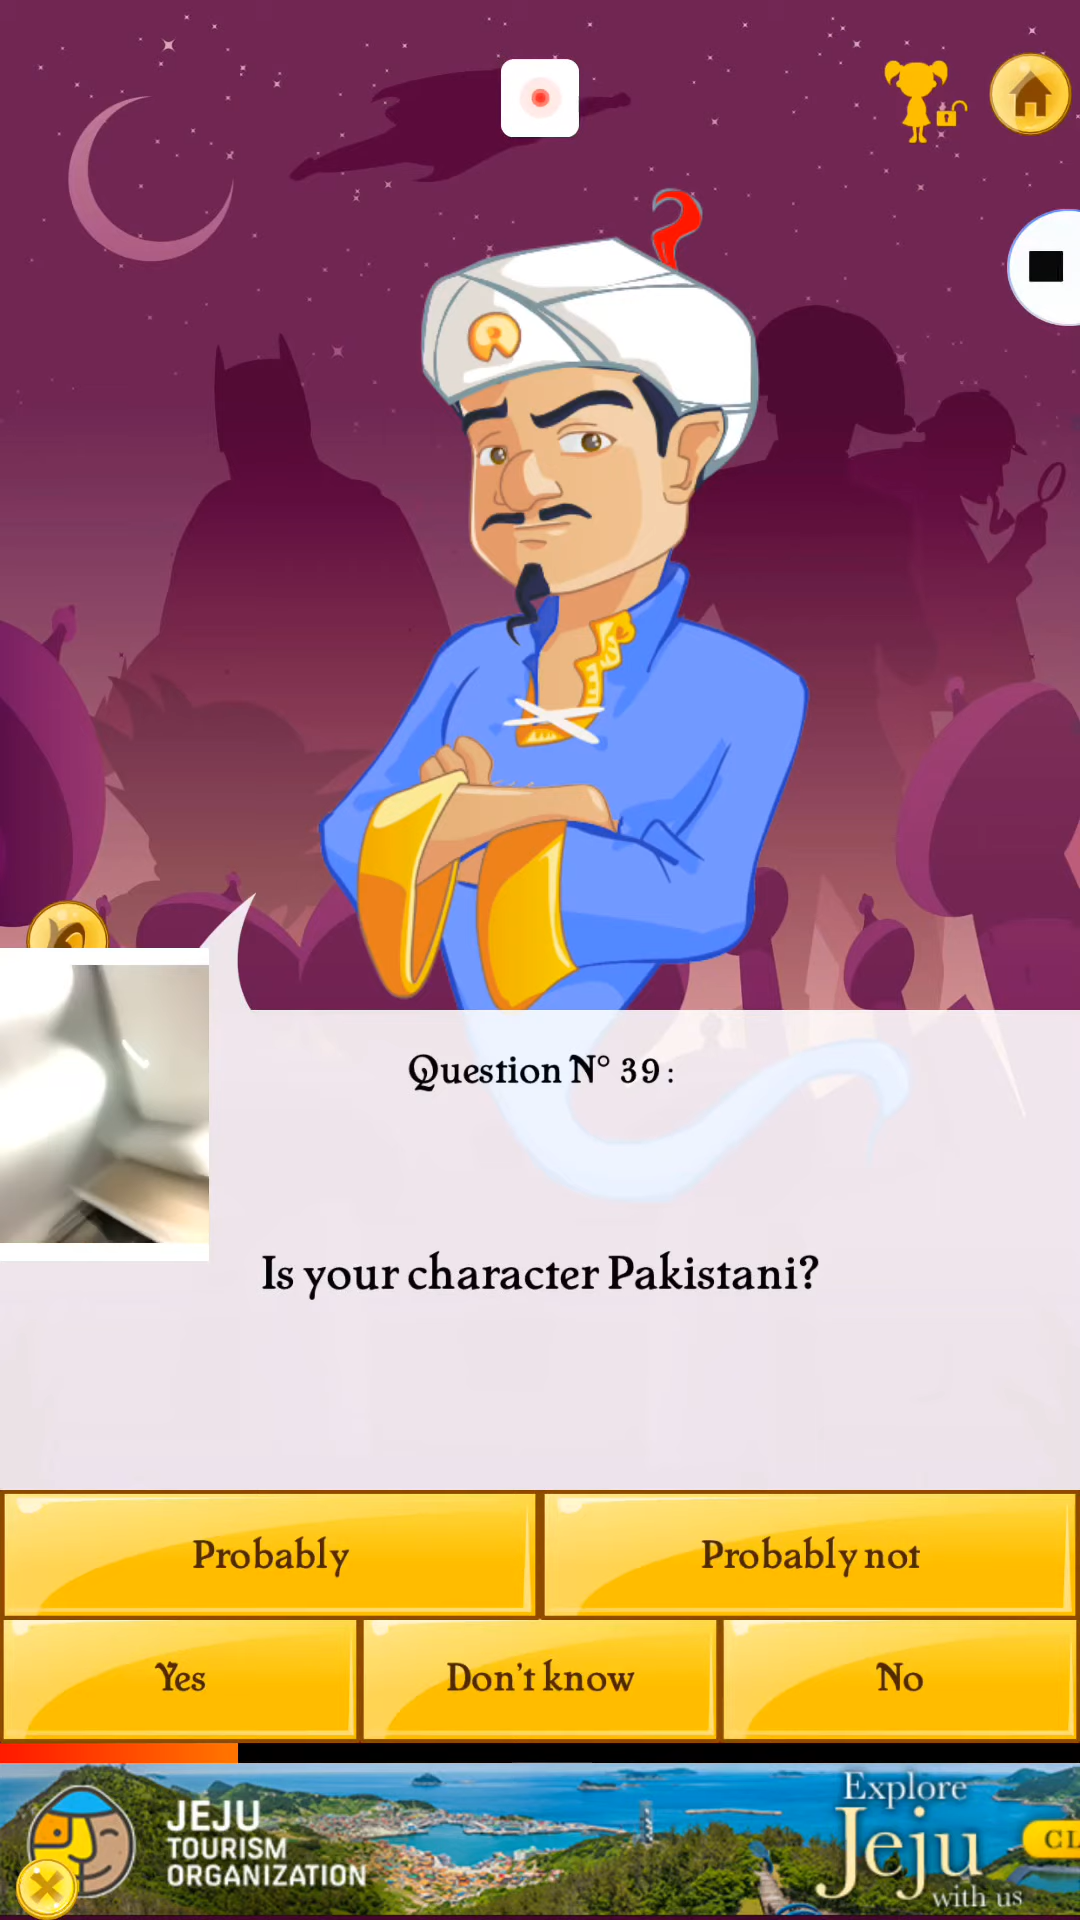 Question N° 39 :
Is your character Pakistani?
Probably
Probably not
Yes
Don't know
No
JEJU
TOURISM
ORGANIZATION
Explore
Jeju
with us
CL